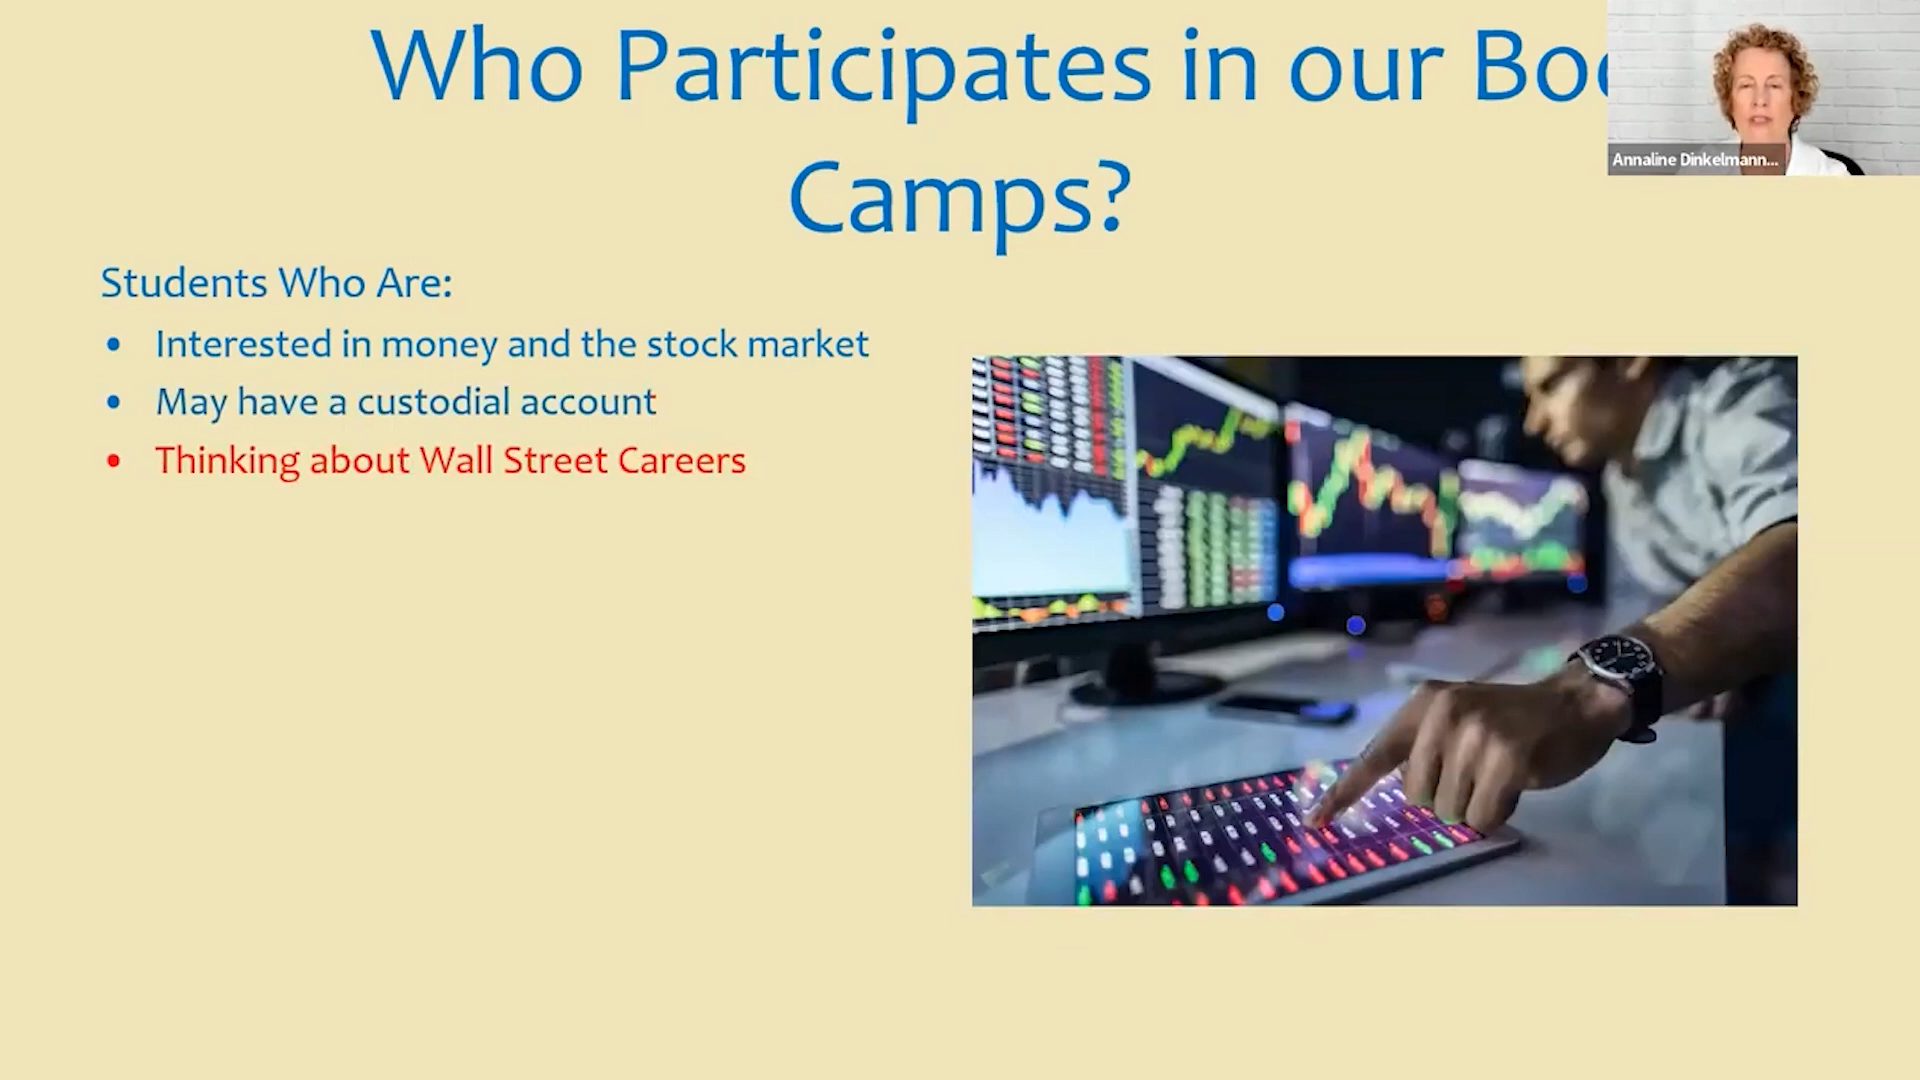 Who Participates in our Boo
Camps?
Annaline Dinkelmann...
Students Who Are:
• Interested in money and the stock market
• May have a custodial account
• Thinking about Wall Street Careers